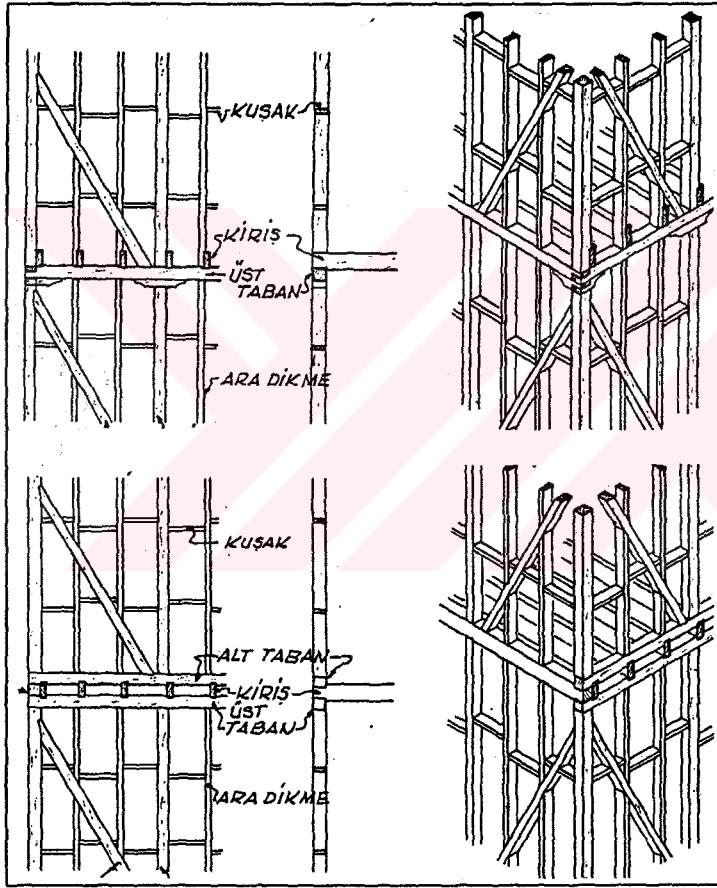 KUŞAK
KİRİŞ
ÜST
TABAN
ARA DİKME
KUŞAK
ALT TABAN
KİRİŞ
ÜST
TABAN
ARA DİKME